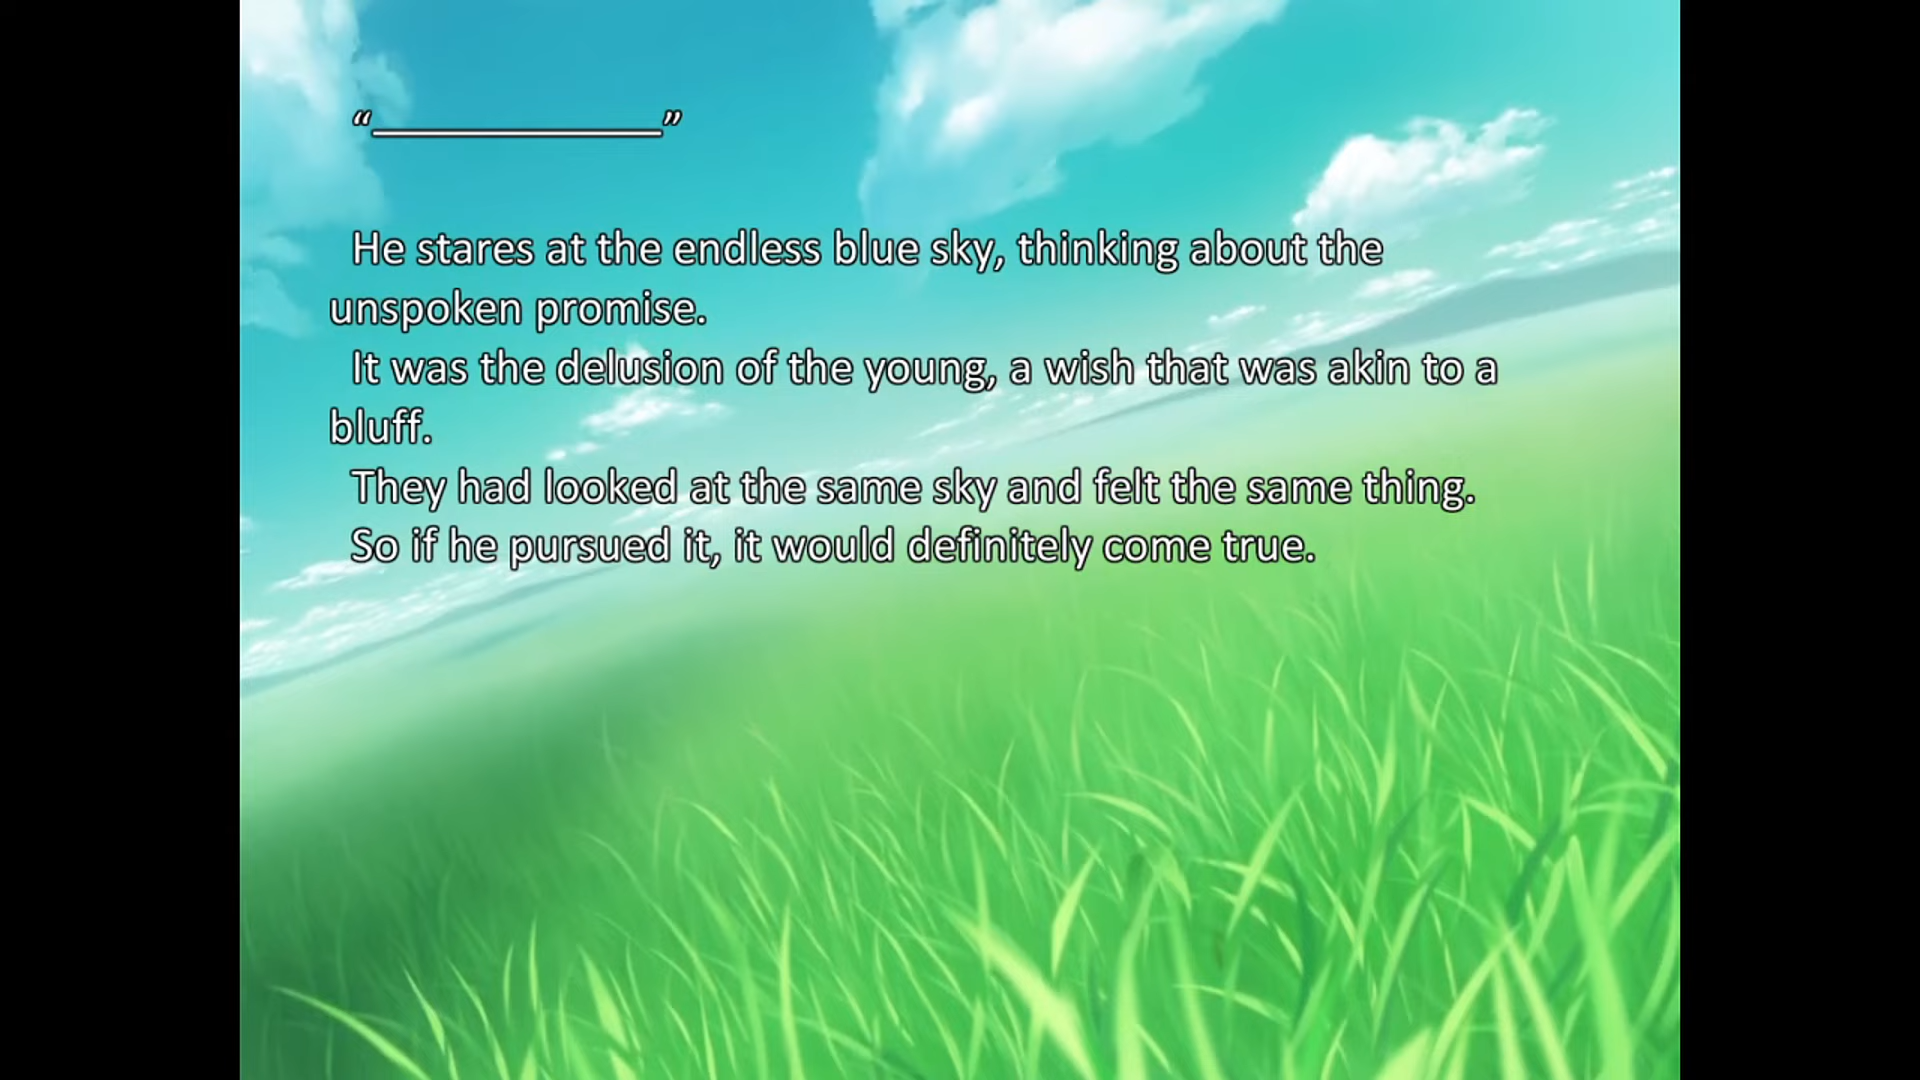 “――――――”
He stares at the endless blue sky, thinking about the
unspoken promise.
It was the delusion of the young, a wish that was akin to a
bluff.
They had looked at the same sky and felt the same thing.
So if he pursued it, it would definitely come true.